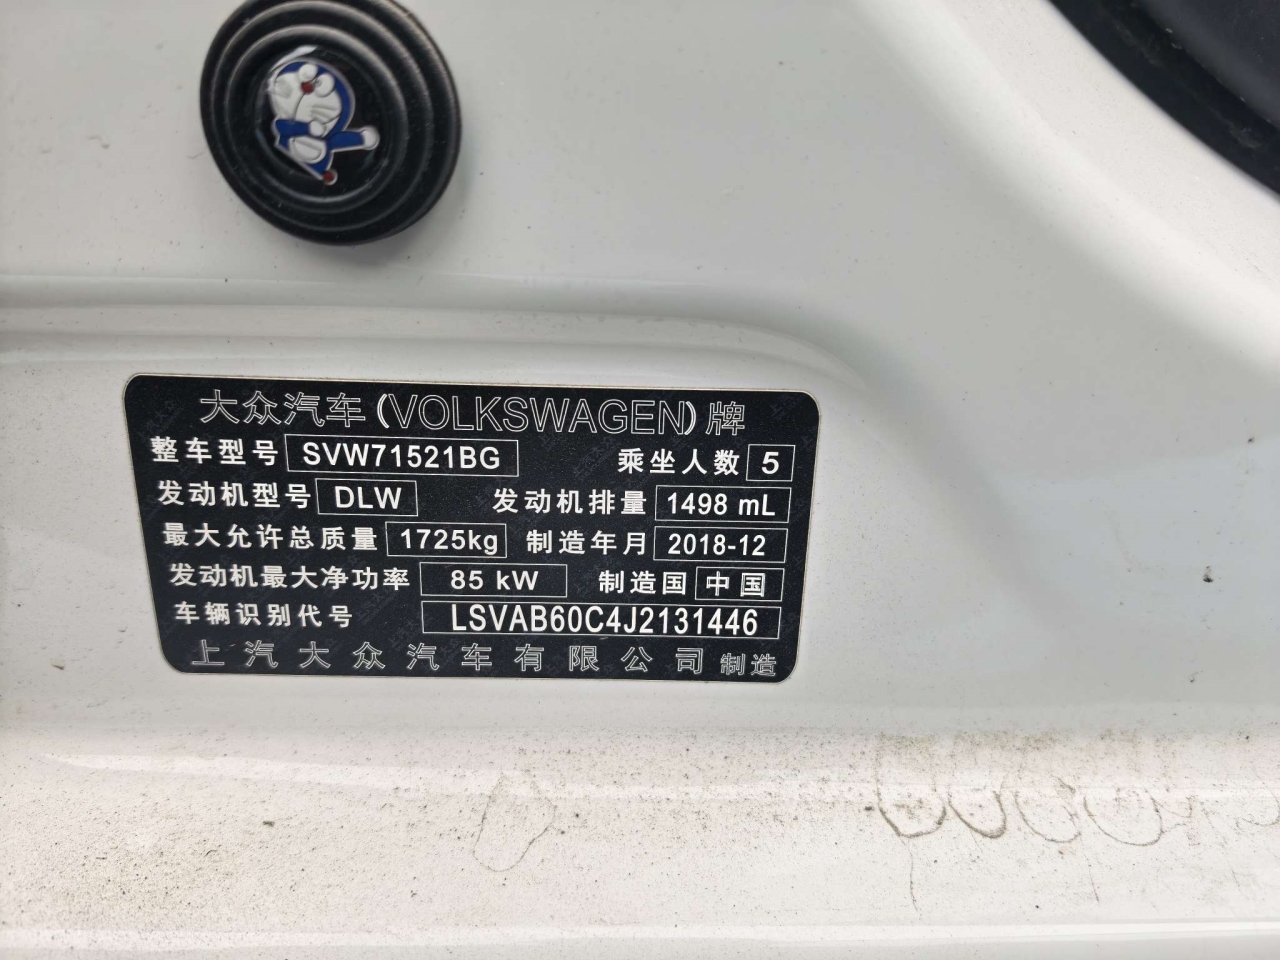 大众汽车(VOLKSWAGEN)牌
整车型号 SVW71521BG 乘坐人数 5
发动机型号 DLW 发动机排量 1498 mL
最大允许总质量 1725kg 制造年月 2018-12
发动机最大净功率 85 kW 制造国 中国
车辆识别代号 LSVAB60C4J2131446
上汽大众汽车有限公司制造